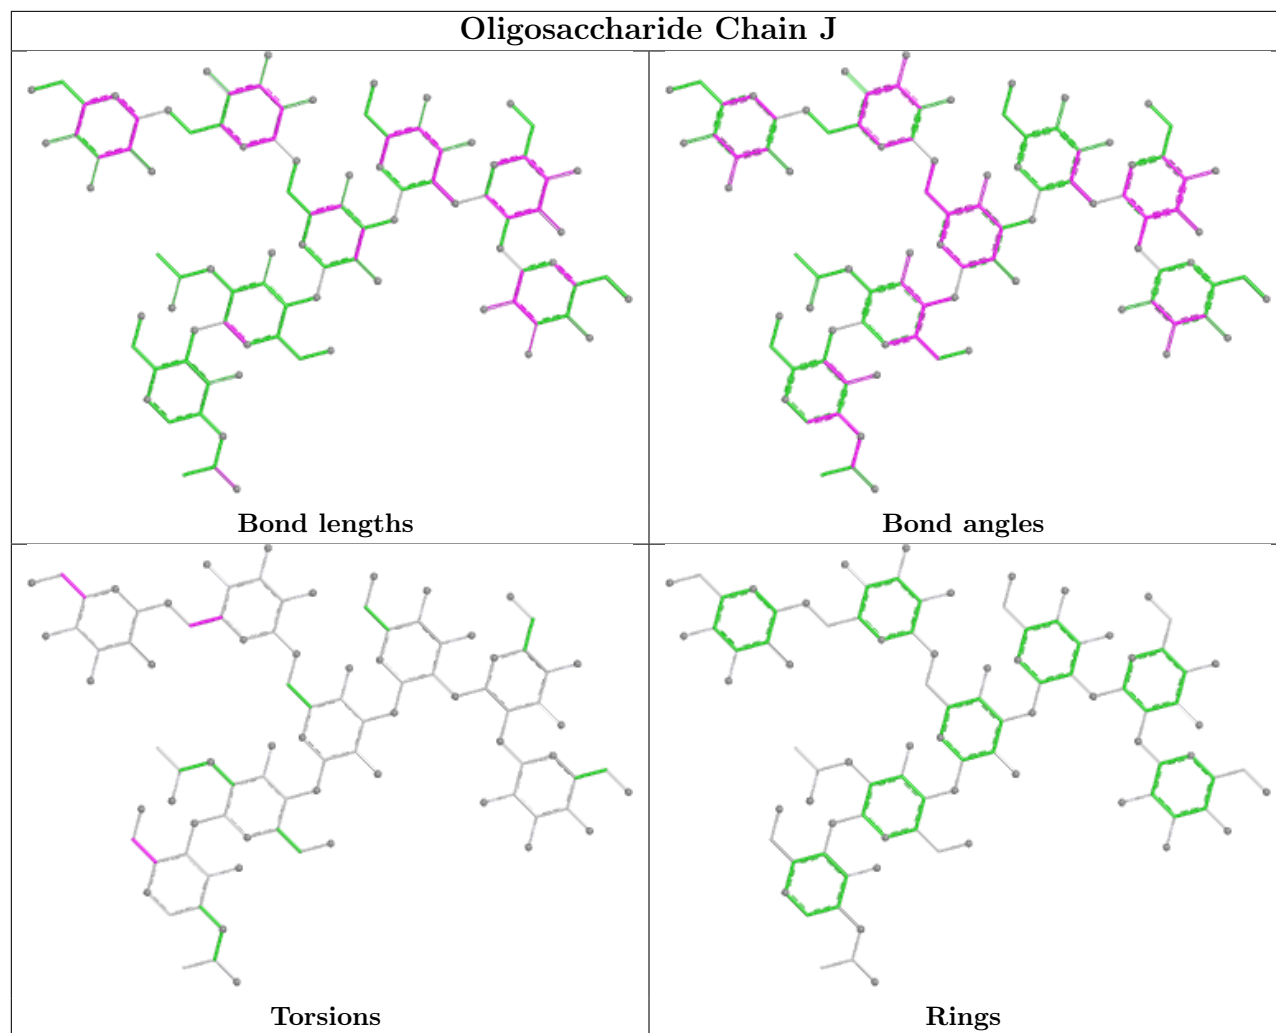 Oligosaccharide Chain J
Bond lengths
Bond angles
Torsions
Rings